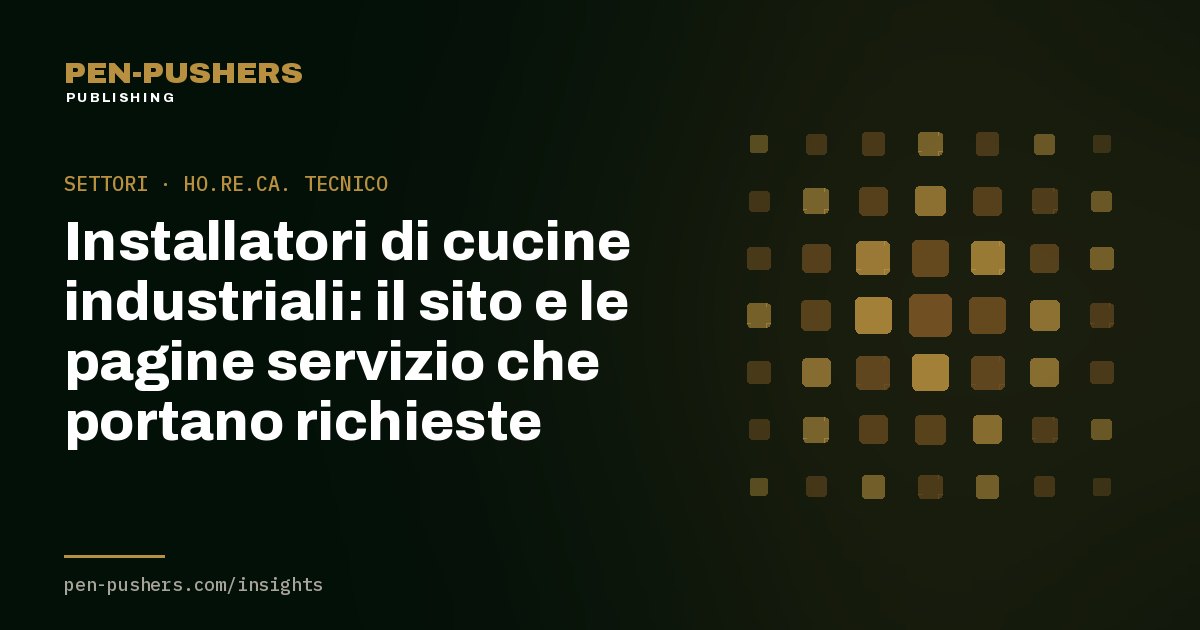 PEN-PUSHERS
PUBLISHING
SETTORI · HO.RE.CA. TECNICO
Installatori di cucine
industriali: il sito e le
pagine servizio che
portano richieste
pen-pushers.com/insights